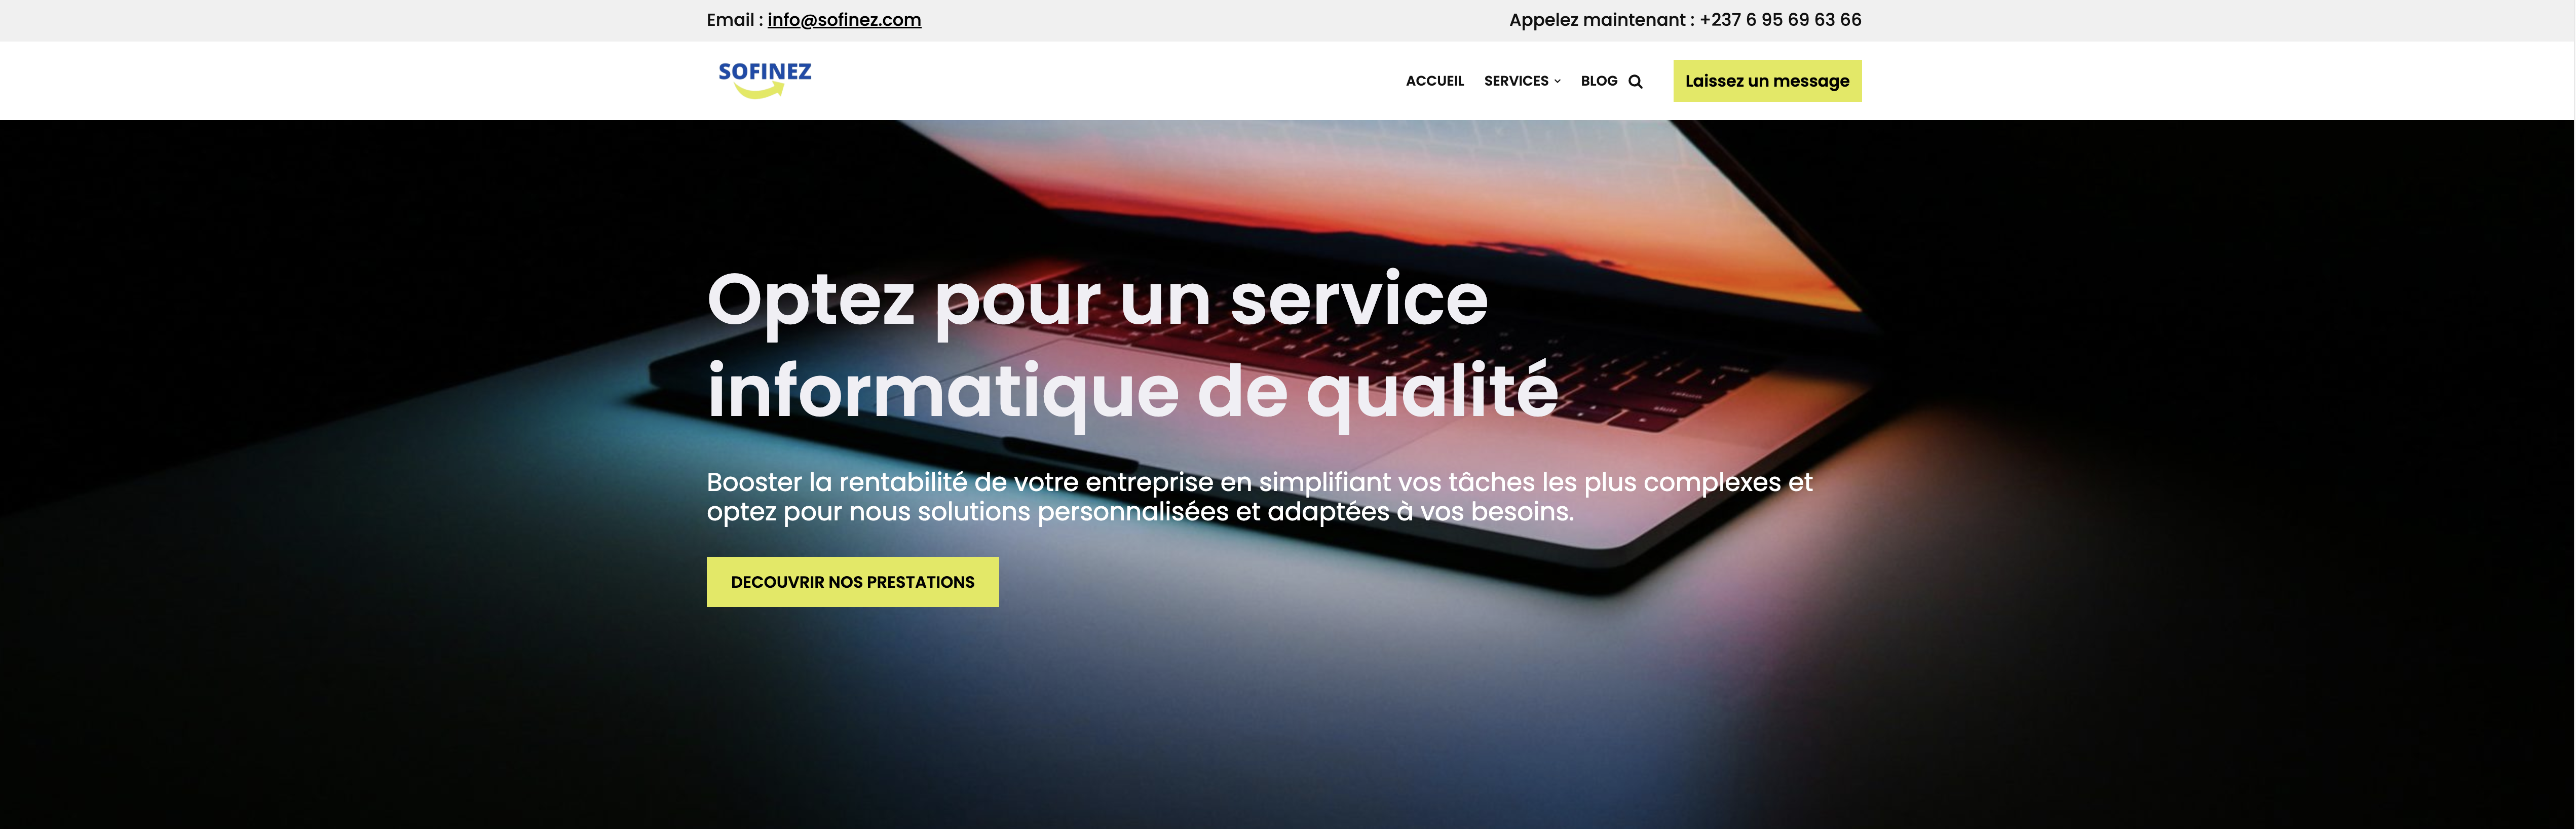 Email : info@sofinez.com
Appelez maintenant : +237 6 95 69 63 66
SOFINEZ
ACCUEIL SERVICES BLOG
Laissez un message
Optez pour un service
informatique de qualité
Booster la rentabilité de votre entreprise en simplifiant vos tâches les plus complexes et
optez pour nous solutions personnalisées et adaptées à vos besoins.
DECOUVRIR NOS PRESTATIONS